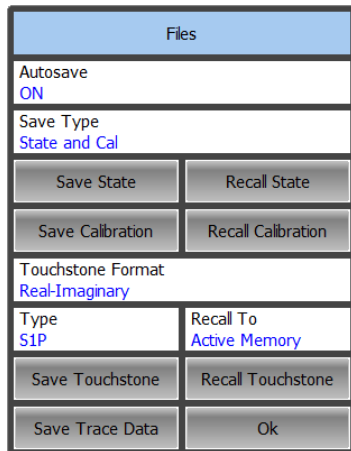 Files
Autosave
ON
Save Type
State and Cal
Save State
Recall State
Save Calibration
Recall Calibration
Touchstone Format
Real-Imaginary
Type
S1P
Recall To
Active Memory
Save Touchstone
Recall Touchstone
Save Trace Data
Ok